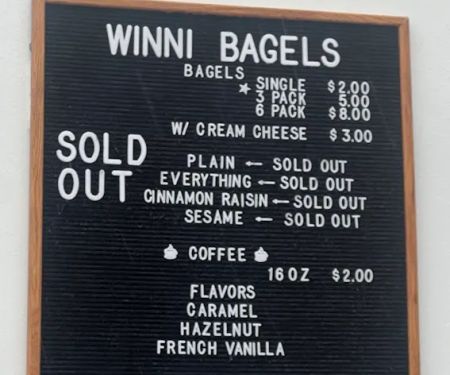 WINNI BAGELS
BAGELS
★ SINGLE $2.00
3 PACK 5.00
6 PACK $8.00
W/ CREAM CHEESE $3.00
SOLD
OUT
PLAIN ← SOLD OUT
EVERYTHING ← SOLD OUT
CINNAMON RAISIN ← SOLD OUT
SESAME ← SOLD OUT
COFFEE
16 OZ $2.00
FLAVORS
CARAMEL
HAZELNUT
FRENCH VANILLA